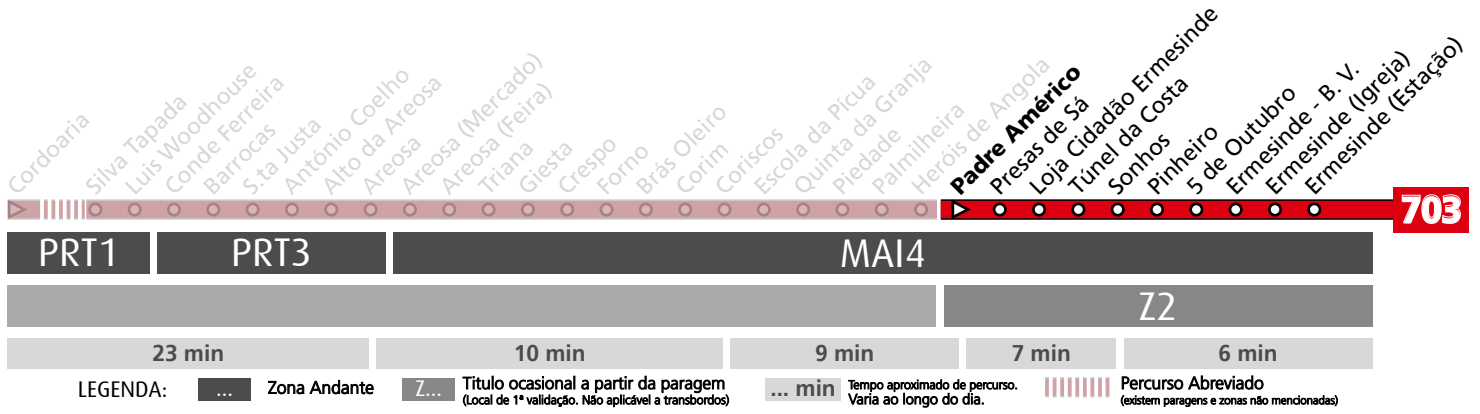 Cordoaria
Silva Tapada
Luis Woodhouse
Conde Ferreira
Barrocas
S.ta Justa
António Coelho
Alto da Areosa
Areosa
Areosa (Mercado)
Areosa (Feira)
Triana
Giesta
Crespo
Forno
Brás Oleiro
Corim
Coriscos
Escola da Pícua
Quinta da Granja
Piedade
Palmilheira
Heróis de Angola
Padre Américo
Presas de Sá
Loja Cidadão Ermesinde
Túnel da Costa
Sonhos
Pinheiro
5 de Outubro
Ermesinde - B. V.
Ermesinde (Igreja)
Ermesinde (Estação)
703
PRT1 PRT3 MAI4
Z2
23 min 10 min 9 min 7 min 6 min
LEGENDA:
... Zona Andante
Z... Titulo ocasional a partir da paragem
(Local de 1ª validação. Não aplicável a transbordos)
... min Tempo aproximado de percurso.
Varia ao longo do dia.
Percurso Abreviado
(existem paragens e zonas não mencionadas)